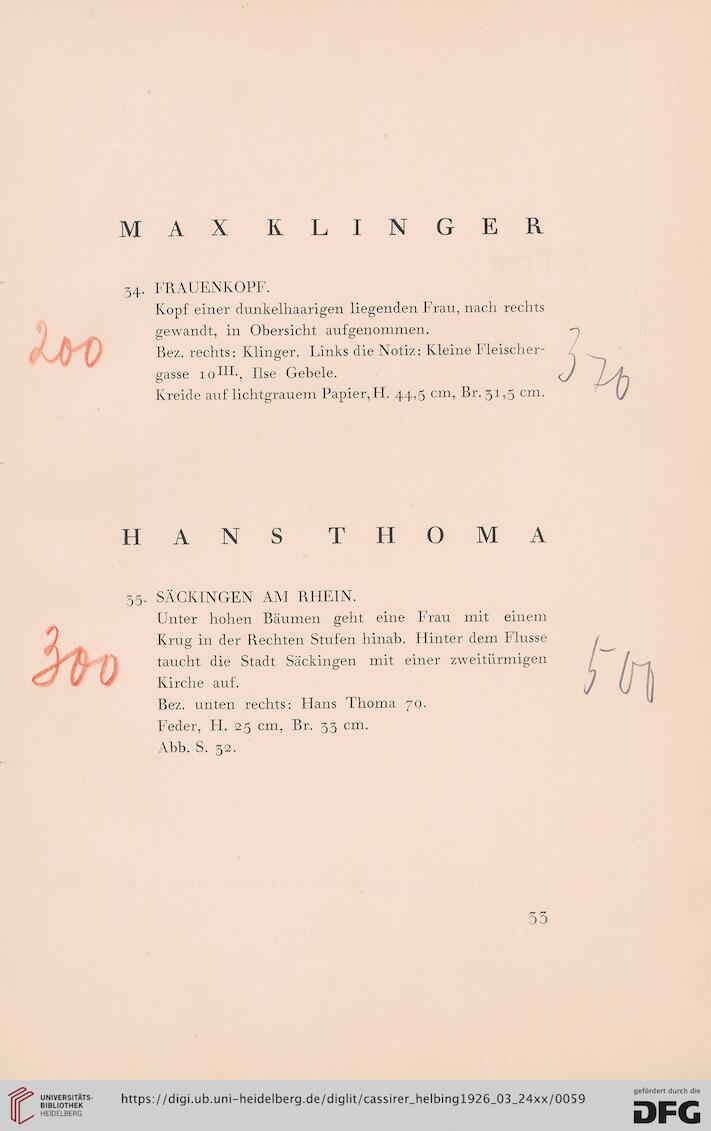 MAX KLINGER
34. FRAUENKOPF.
Kopf einer dunkelhaarigen liegenden Frau, nach rechts
gewandt, in Obersicht aufgenommen.
200
Bez. rechts: Klinger. Links die Notiz: Kleine Fleischer-
gasse 10III., Ilse Gebele.
370
Kreide auf lichtgrauem Papier, H. 44,5 cm, Br. 31,5 cm.
HANS THOMA
35. SÄCKINGEN AM RHEIN.
Unter hohen Bäumen geht eine Frau mit einem
Krug in der Rechten Stufen hinab. Hinter dem Flusse
300
taucht die Stadt Säckingen mit einer zweitürmigen
500
Kirche auf.
Bez. unten rechts: Hans Thoma 70.
Feder, H. 25 cm, Br. 33 cm.
Abb. S. 32.
33
UNIVERSITÄTS-
BIBLIOTHEK
HEIDELBERG
https://digi.ub.uni-heidelberg.de/diglit/cassirer_helbing1926_03_24xx/0059
gefördert durch die
DFG